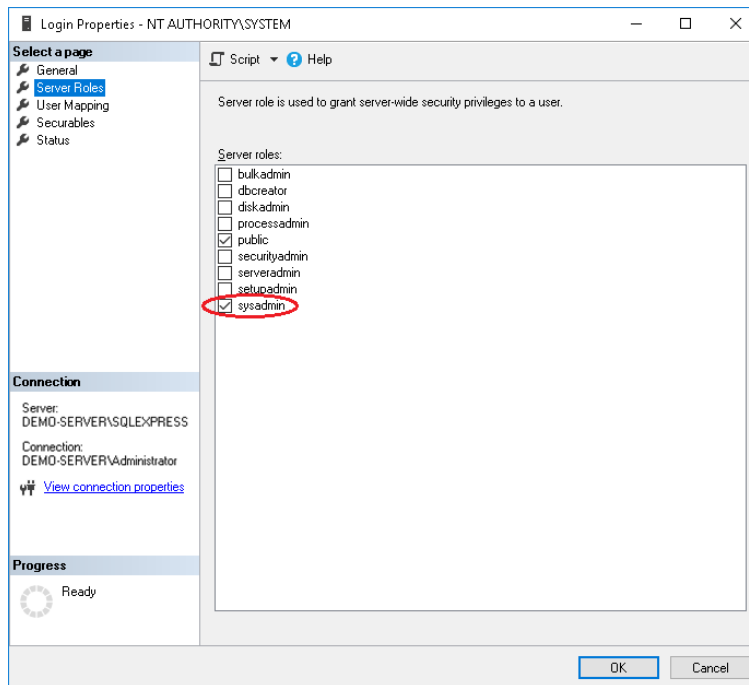 Login Properties - NT AUTHORITY\SYSTEM
Select a page
General
Server Roles
User Mapping
Securables
Status
Script
Help
Server role is used to grant server-wide security privileges to a user.
Server roles:
bulkadmin
dbcreator
diskadmin
processadmin
public
securityadmin
serveradmin
setupadmin
sysadmin
Connection
Server:
DEMO-SERVER\SQLEXPRESS
Connection:
DEMO-SERVER\Administrator
View connection properties
Progress
Ready
OK
Cancel